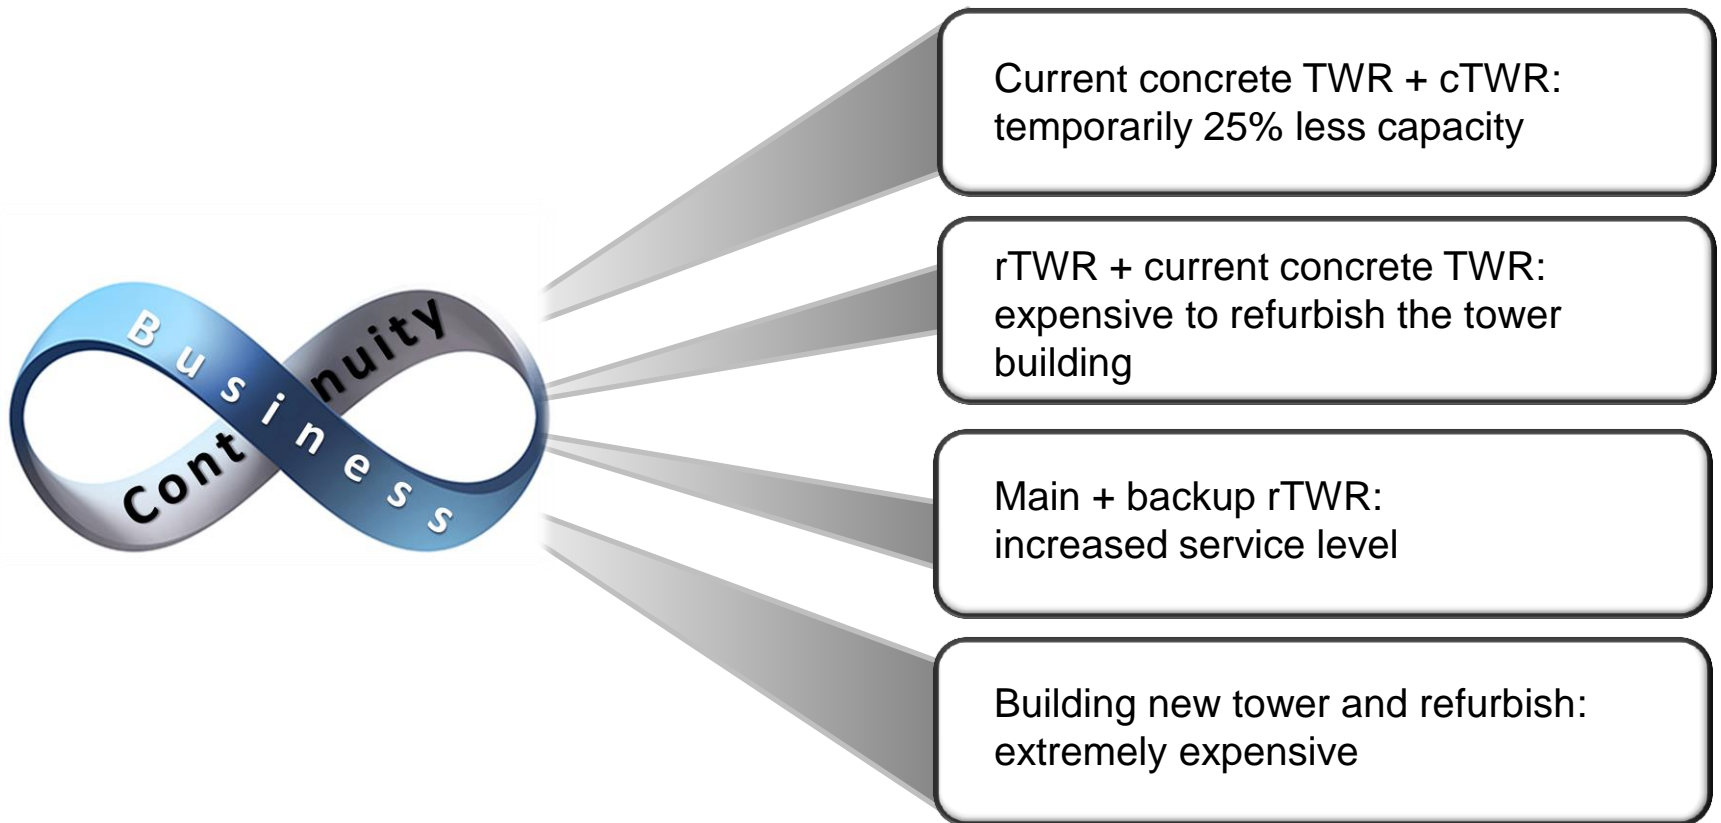 Business
Continuity
Current concrete TWR + cTWR:
temporarily 25% less capacity
rTWR + current concrete TWR:
expensive to refurbish the tower
building
Main + backup rTWR:
increased service level
Building new tower and refurbish:
extremely expensive